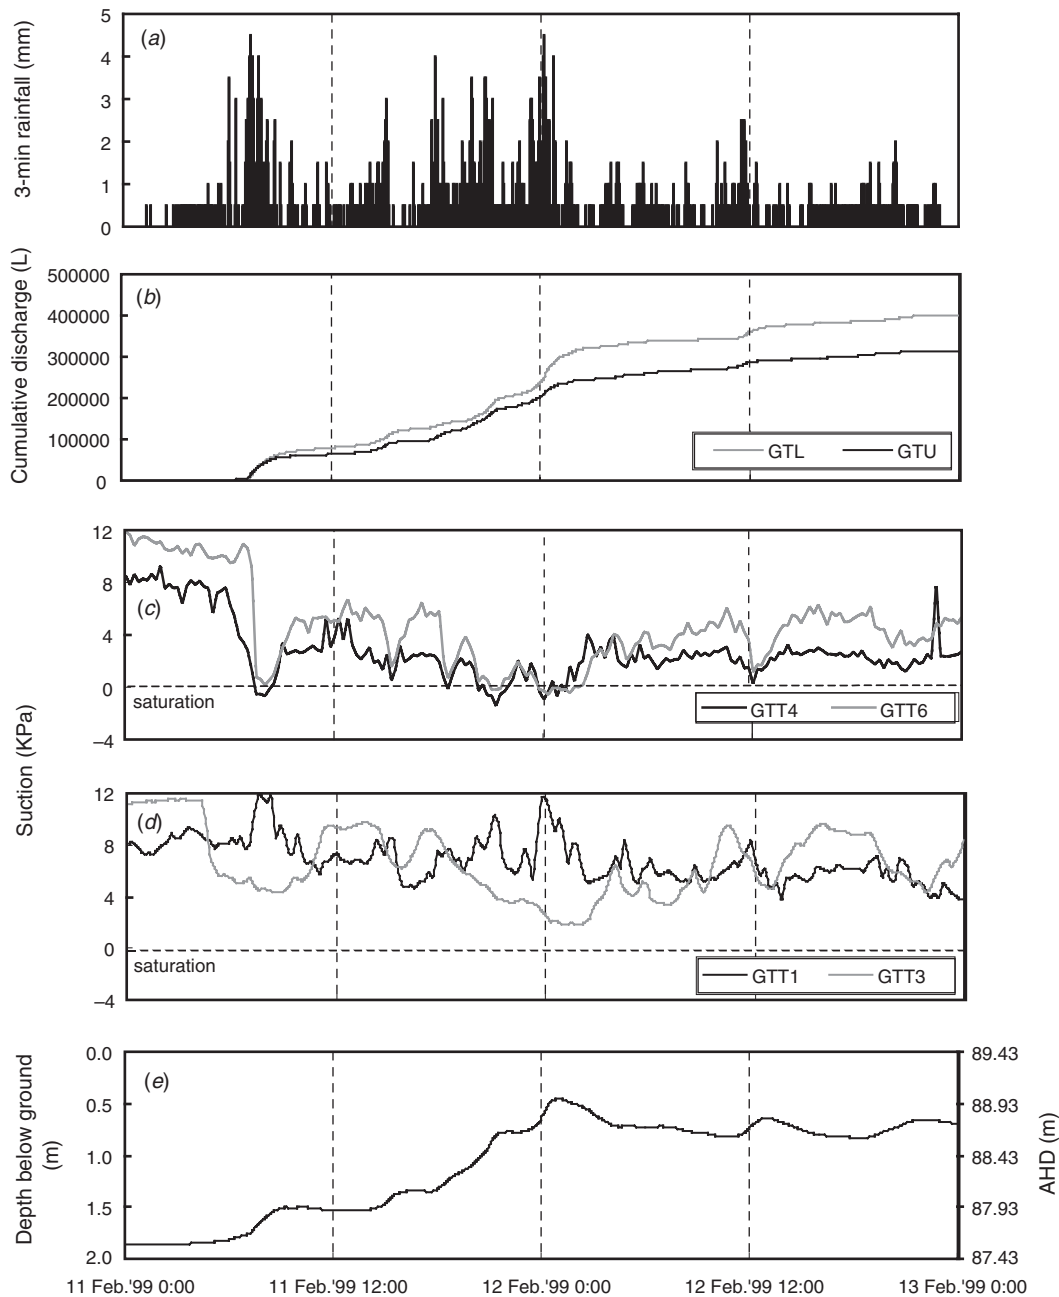 3-min rainfall (mm)
5
4
3
2
1
0
(a)
Cumulative discharge (L)
500000
400000
300000
200000
100000
0
(b)
GTL
GTU
Suction (KPa)
12
8
4
0
–4
(c)
saturation
GTT4
GTT6
12
8
4
0
–4
(d)
saturation
GTT1
GTT3
Depth below ground
(m)
0.0
0.5
1.0
1.5
2.0
(e)
89.43
88.93
88.43
87.93
87.43
AHD (m)
11 Feb.99 0:00
11 Feb.99 12:00
12 Feb.99 0:00
12 Feb.99 12:00
13 Feb.99 0:00